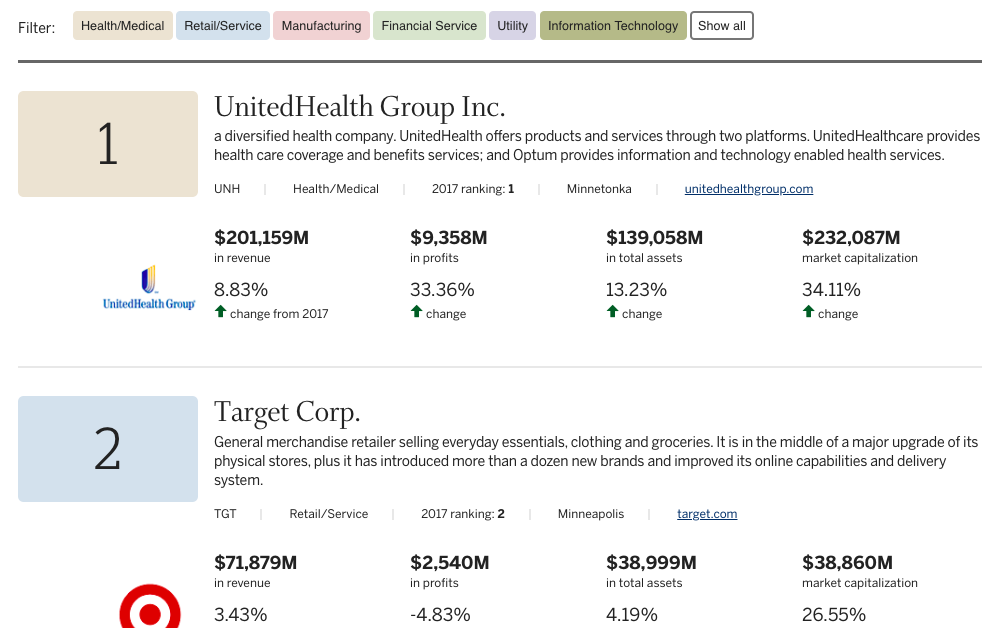 Filter: Health/Medical Retail/Service Manufacturing Financial Service Utility Information Technology Show all
1
UnitedHealth Group Inc.
a diversified health company. UnitedHealth offers products and services through two platforms. UnitedHealthcare provides
health care coverage and benefits services; and Optum provides information and technology enabled health services.
UNH | Health/Medical | 2017 ranking: 1 | Minnetonka | unitedhealthgroup.com
$201,159M $9,358M $139,058M $232,087M
in revenue in profits in total assets market capitalization
8.83% 33.36% 13.23% 34.11%
change from 2017 change change change
UnitedHealth Group
2
Target Corp.
General merchandise retailer selling everyday essentials, clothing and groceries. It is in the middle of a major upgrade of its
physical stores, plus it has introduced more than a dozen new brands and improved its online capabilities and delivery
system.
TGT | Retail/Service | 2017 ranking: 2 | Minneapolis | target.com
$71,879M $2,540M $38,999M $38,860M
in revenue in profits in total assets market capitalization
3.43% -4.83% 4.19% 26.55%